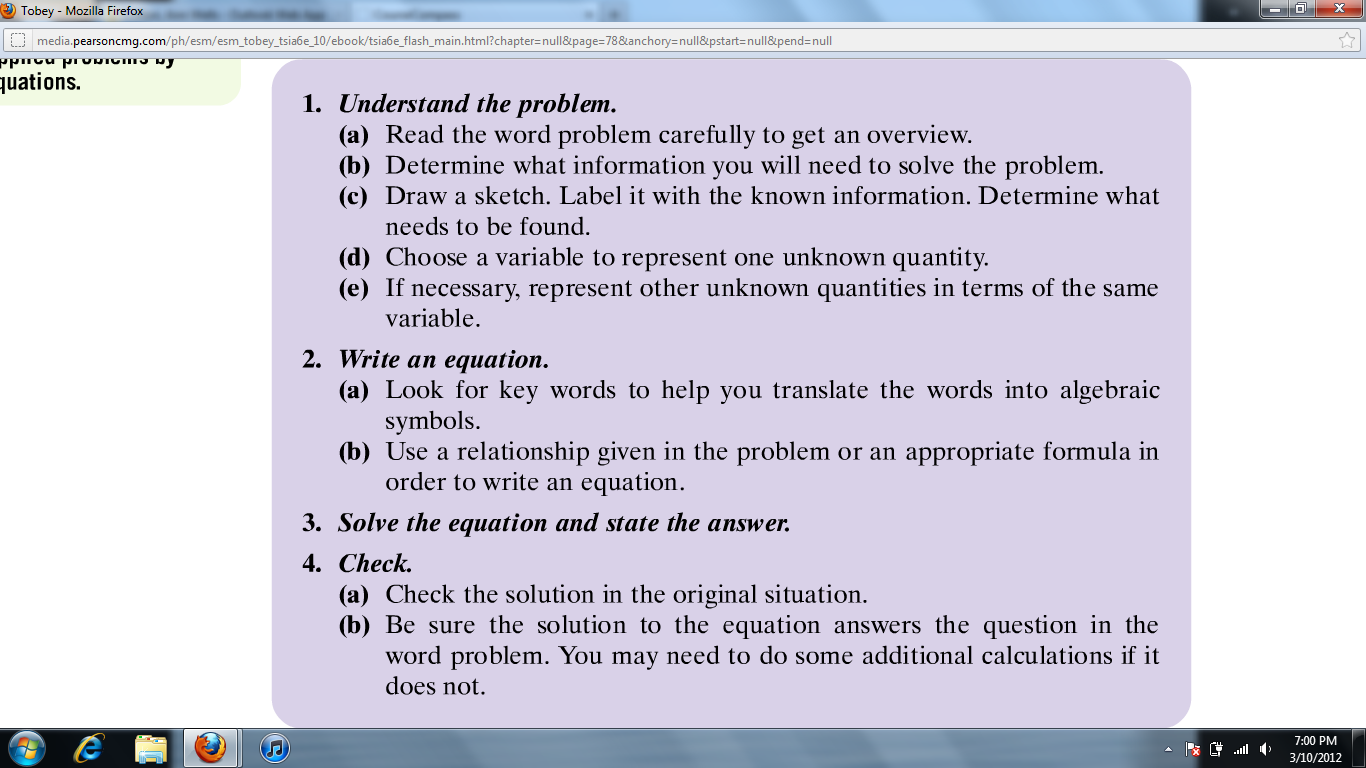 Tobey - Mozilla Firefox
media.pearsoncmg.com/ph/esm/esm_tobey_tsia6e_10/ebook/tsia6e_flash_main.html?chapter=null&page=78&anchory=null&pstart=null&pend=null
pplied problems by
quations.
1. Understand the problem.
(a) Read the word problem carefully to get an overview.
(b) Determine what information you will need to solve the problem.
(c) Draw a sketch. Label it with the known information. Determine what
needs to be found.
(d) Choose a variable to represent one unknown quantity.
(e) If necessary, represent other unknown quantities in terms of the same
variable.
2. Write an equation.
(a) Look for key words to help you translate the words into algebraic
symbols.
(b) Use a relationship given in the problem or an appropriate formula in
order to write an equation.
3. Solve the equation and state the answer.
4. Check.
(a) Check the solution in the original situation.
(b) Be sure the solution to the equation answers the question in the
word problem. You may need to do some additional calculations if it
does not.
7:00 PM
3/10/2012